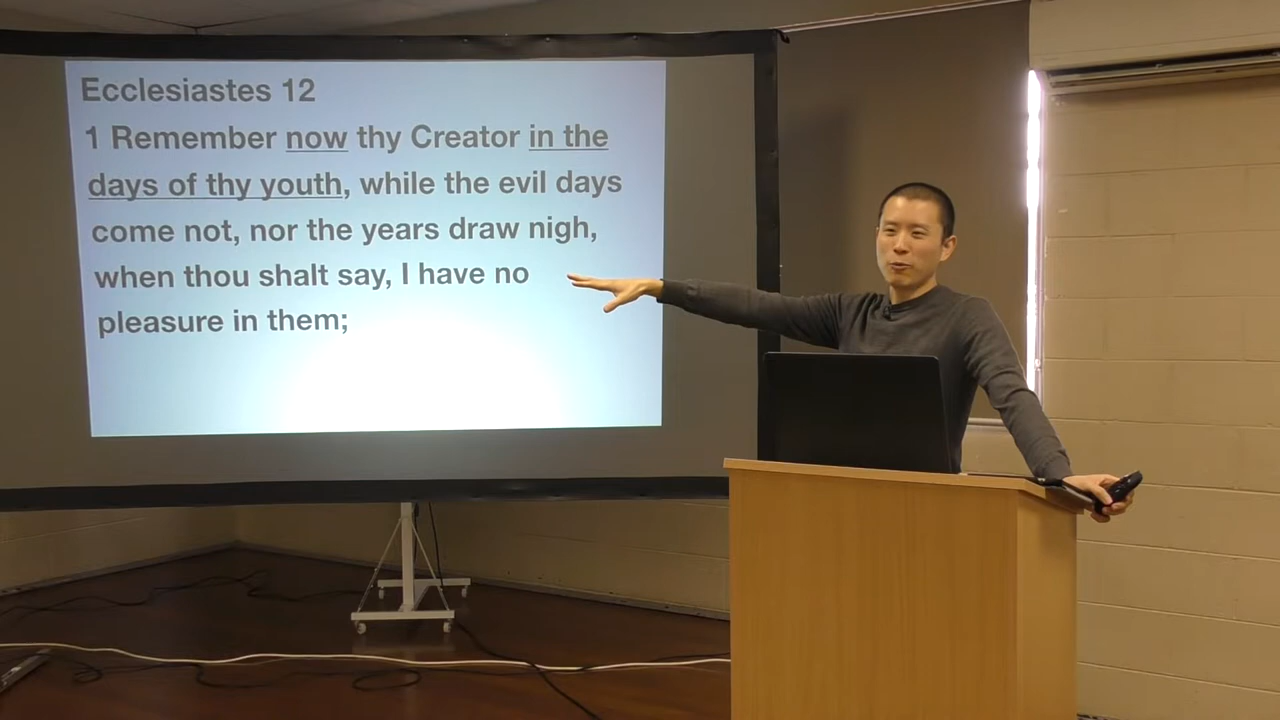 Ecclesiastes 12
1 Remember now thy Creator in the
days of thy youth, while the evil days
come not, nor the years draw nigh,
when thou shalt say, I have no
pleasure in them;